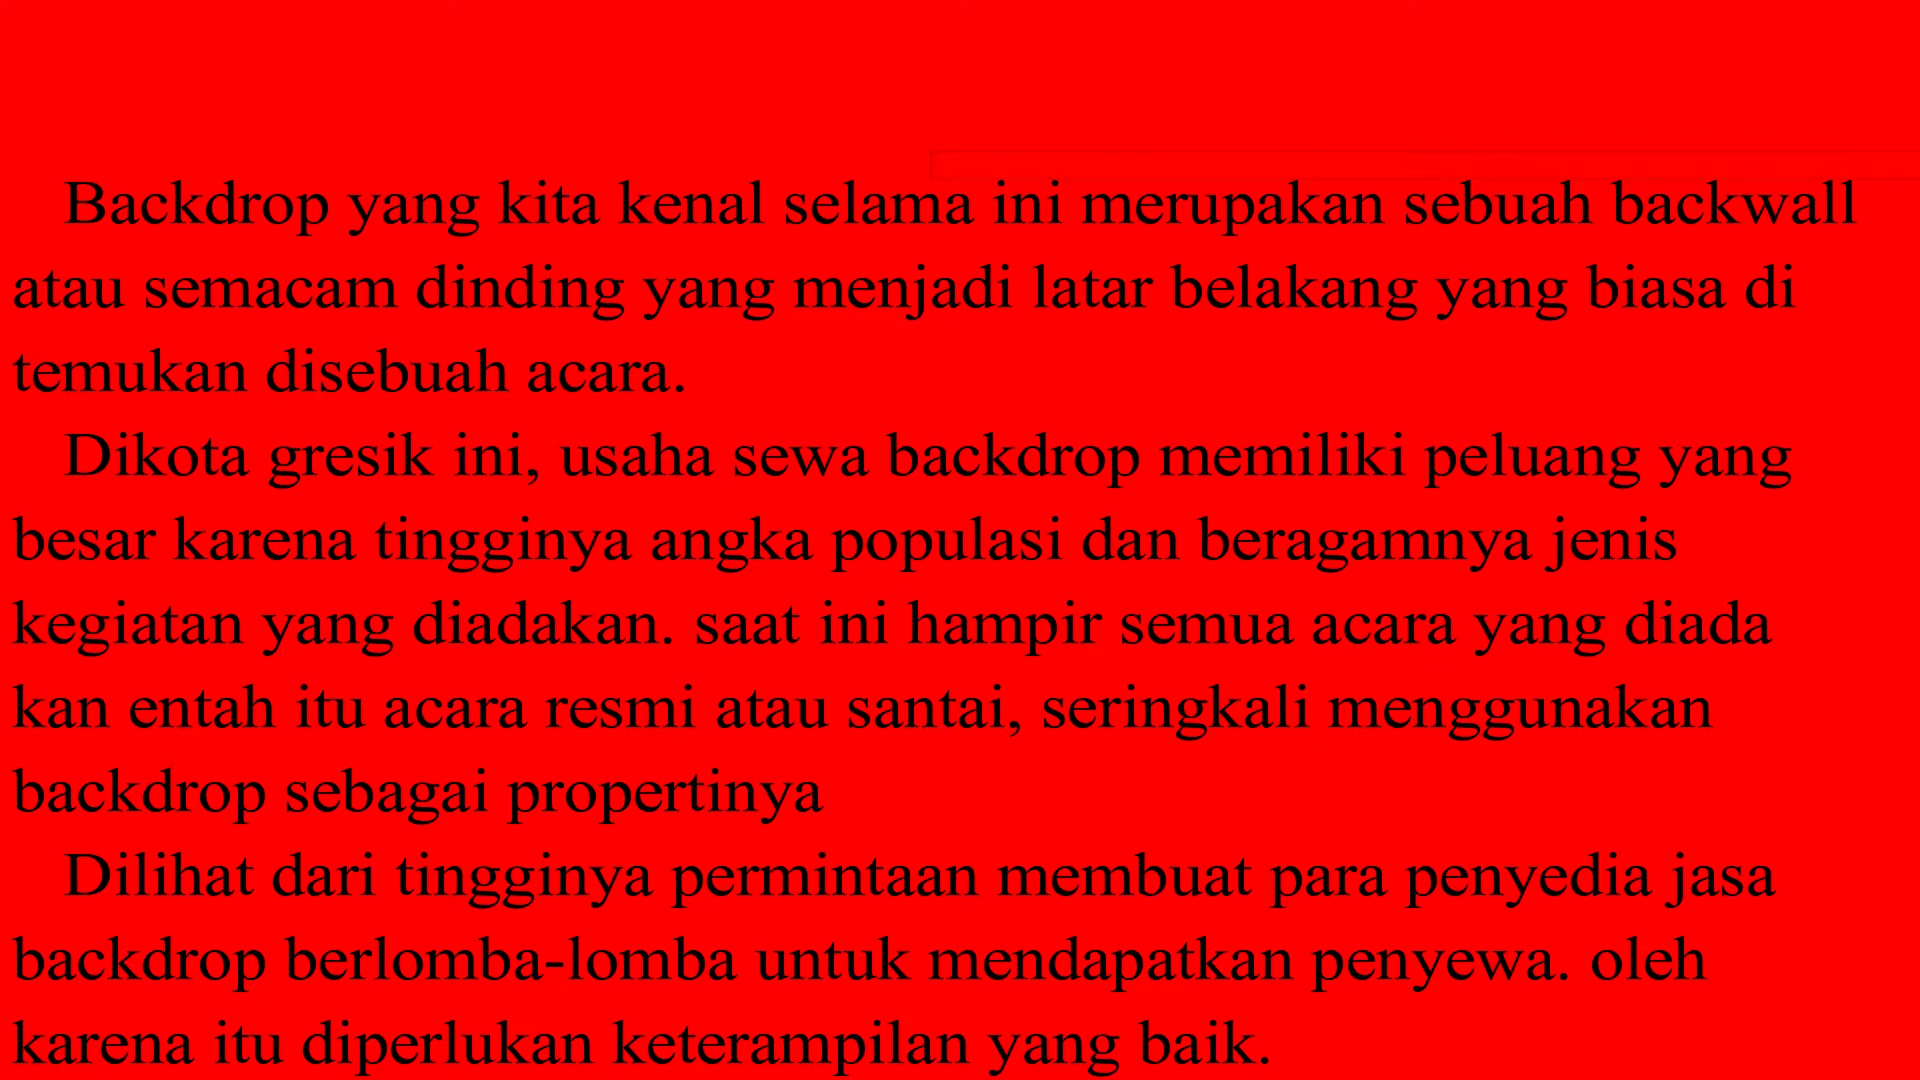 Backdrop yang kita kenal selama ini merupakan sebuah backwall
atau semacam dinding yang menjadi latar belakang yang biasa di
temukan disebuah acara.
Dikota gresik ini, usaha sewa backdrop memiliki peluang yang
besar karena tingginya angka populasi dan beragamnya jenis
kegiatan yang diadakan. saat ini hampir semua acara yang diada
kan entah itu acara resmi atau santai, seringkali menggunakan
backdrop sebagai propertinya
Dilihat dari tingginya permintaan membuat para penyedia jasa
backdrop berlomba-lomba untuk mendapatkan penyewa. oleh
karena itu diperlukan keterampilan yang baik.